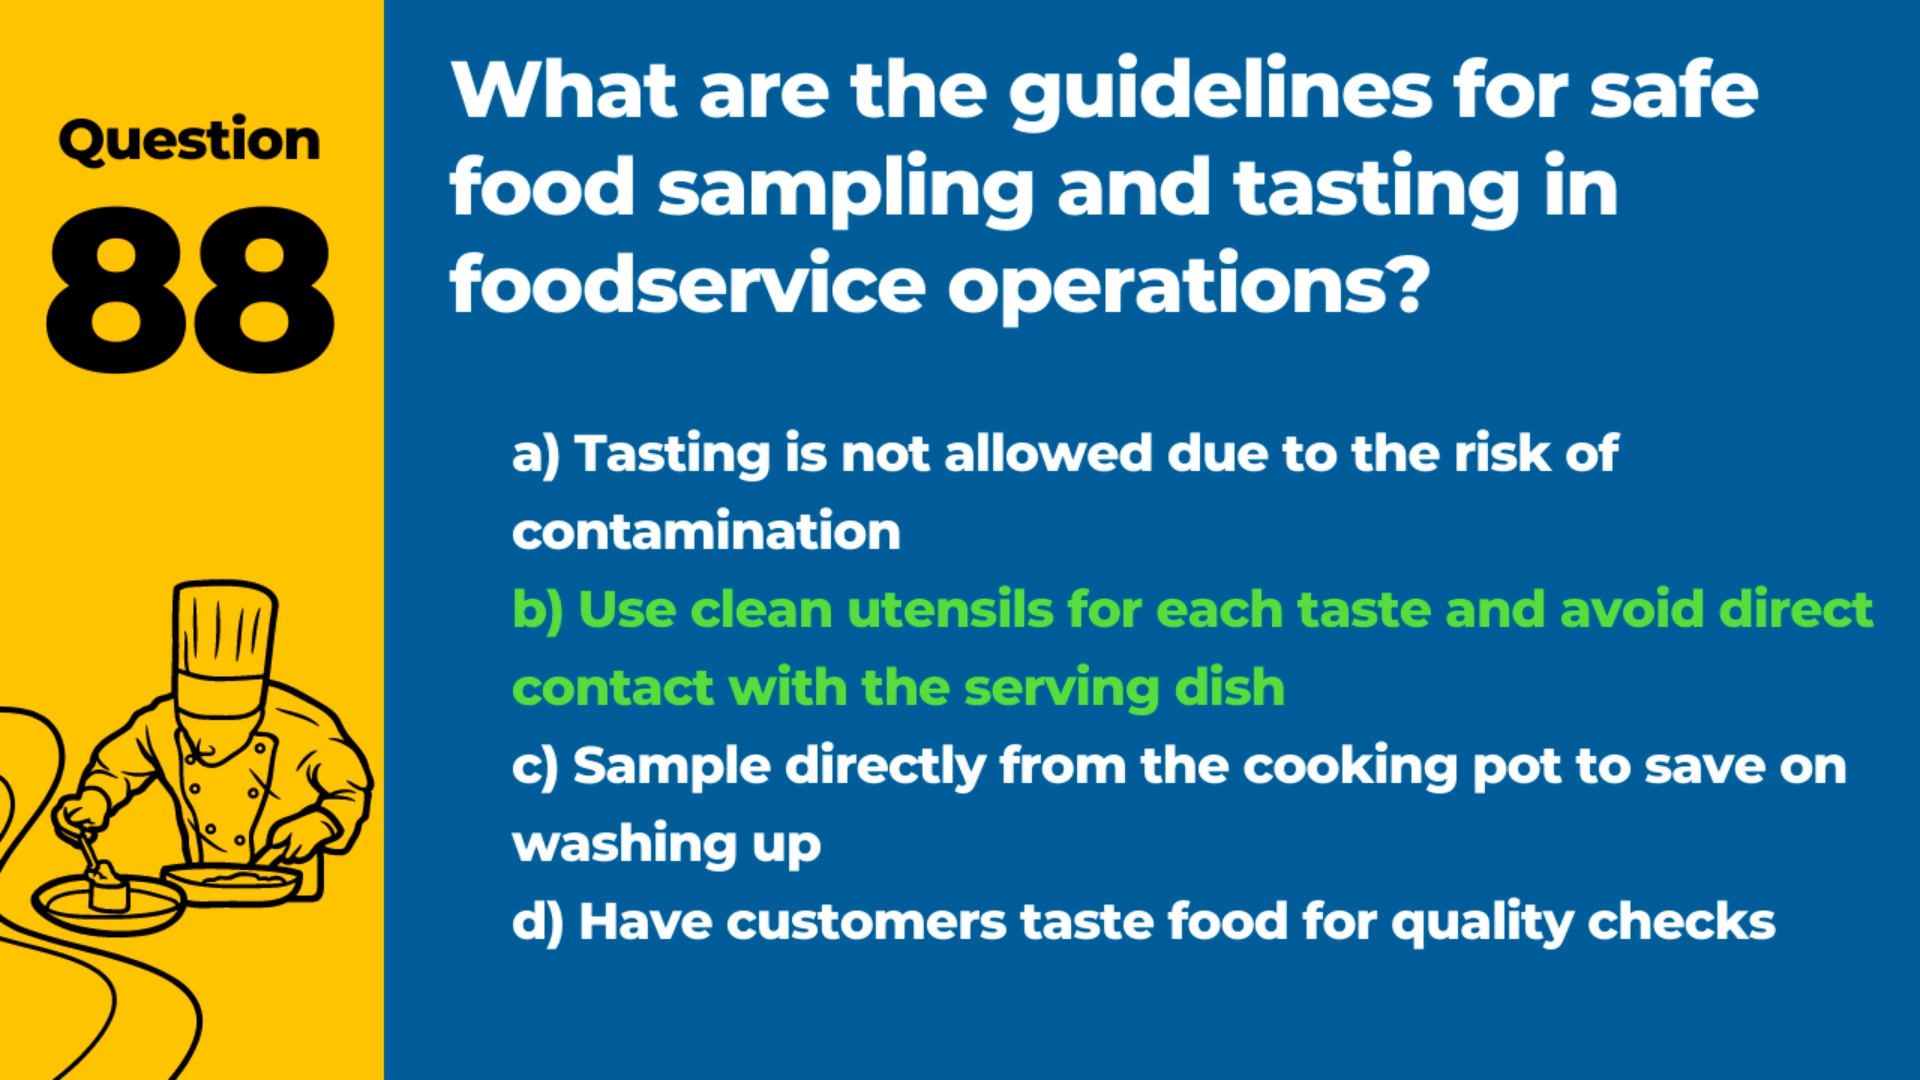 Question
88
What are the guidelines for safe
food sampling and tasting in
foodservice operations?
a) Tasting is not allowed due to the risk of
contamination
b) Use clean utensils for each taste and avoid direct
contact with the serving dish
c) Sample directly from the cooking pot to save on
washing up
d) Have customers taste food for quality checks